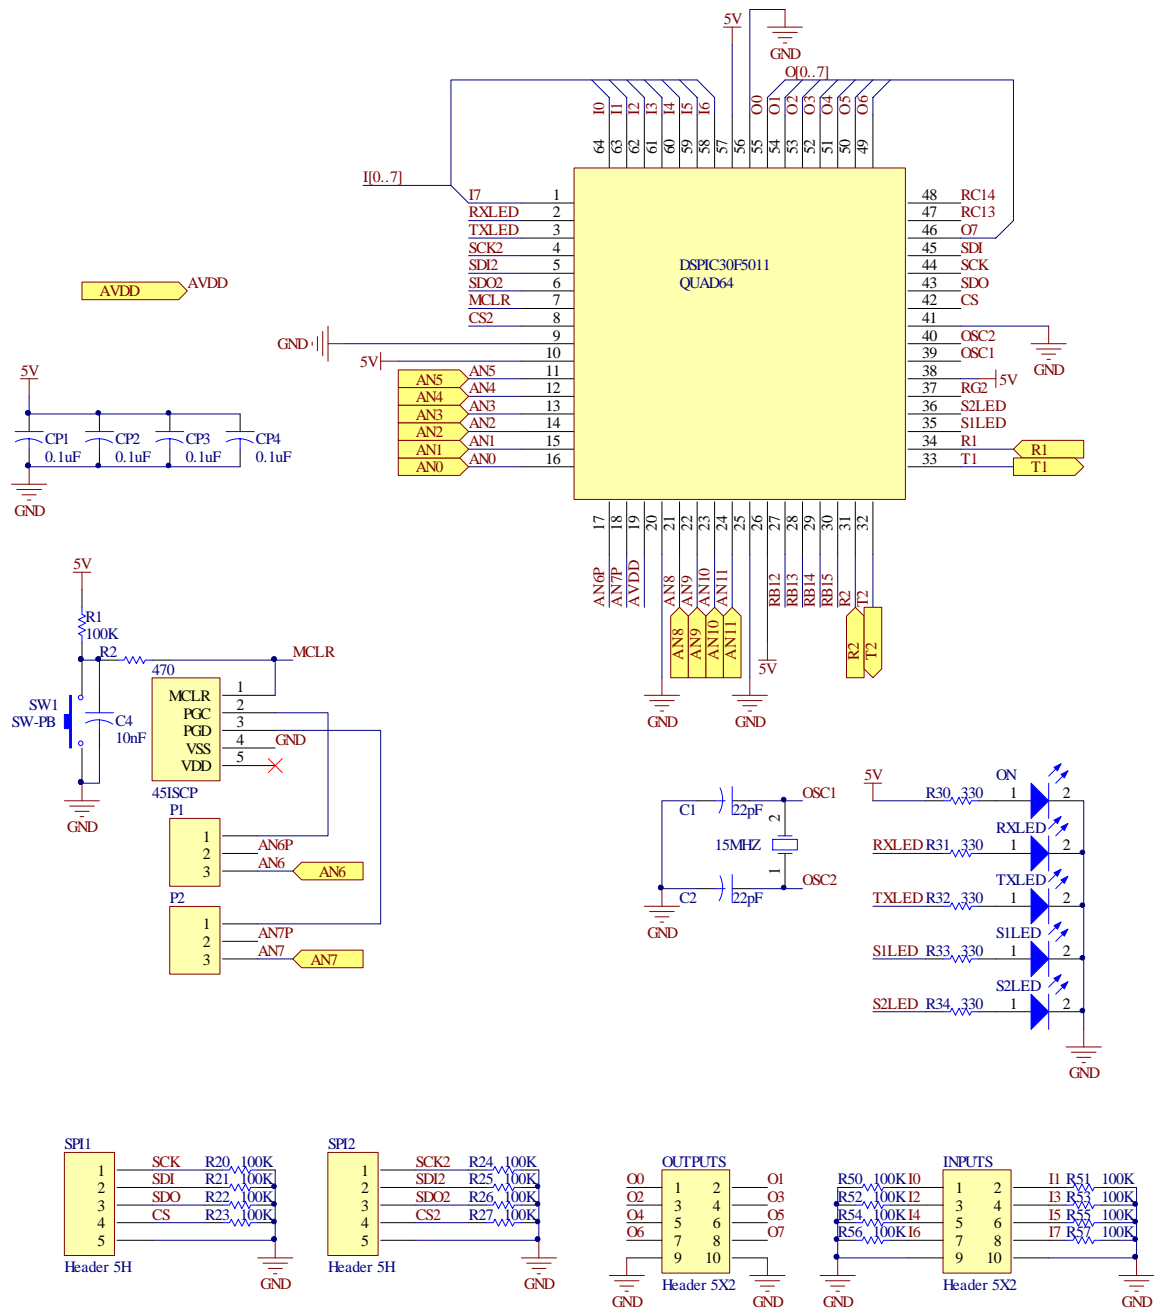 5V
GND
O[0..7]
I0 I1 I2 I3 I4 I5 I6
O0 O1 O2 O3 O4 O5 O6
64 63 62 61 60 59 58 57 56 55 54 53 52 51 50 49
I[0..7]
I7 1
RXLED 2
TXLED 3
SCK2 4
SDI2 5
SDO2 6
MCLR 7
CS2 8
GND 9
5V 10
AN5 AN5 11
AN4 AN4 12
AN3 AN3 13
AN2 AN2 14
AN1 AN1 15
AN0 AN0 16
DSPIC30F5011
QUAD64
48 RC14
47 RC13
46 O7
45 SDI
44 SCK
43 SDO
42 CS
41
40 OSC2
39 OSC1
GND
38 5V
37 RG2
36 S2LED
35 S1LED
34 R1 R1
33 T1 T1
17 18 19 20 21 22 23 24 25 26 27 28 29 30 31 32
AN6P AN7P AVDD AN8 AN9 AN10 AN11 RB12 RB13 RB14 RB15 R2 T2
AN8 AN9 AN10 AN11 R2 T2
5V
GND GND
AVDD AVDD
5V
CP1 CP2 CP3 CP4
0.1uF 0.1uF 0.1uF 0.1uF
GND
5V
R1
100K
R2
470
MCLR
SW1
SW-PB
C4
10nF
GND
MCLR 1
PGC 2
PGD 3
VSS 4 GND
VDD 5
45ISCP
P1
1
2 AN6P
3 AN6 AN6
P2
1
2 AN7P
3 AN7 AN7
C1 22pF OSC1
2
15MHZ
1
C2 22pF OSC2
GND
5V R30 330 1 ON 2
RXLED R31 330 1 RXLED 2
TXLED R32 330 1 TXLED 2
S1LED R33 330 1 S1LED 2
S2LED R34 330 1 S2LED 2
GND
SPI1
1 SCK R20 100K
2 SDI R21 100K
3 SDO R22 100K
4 CS R23 100K
5
Header 5H
GND
SPI2
1 SCK2 R24 100K
2 SDI2 R25 100K
3 SDO2 R26 100K
4 CS2 R27 100K
5
Header 5H
GND
OUTPUTS
O0 1 2 O1
O2 3 4 O3
O4 5 6 O5
O6 7 8 O7
9 10
Header 5X2
GND GND
INPUTS
R50 100K I0 1 2 I1 R51 100K
R52 100K I2 3 4 I3 R53 100K
R54 100K I4 5 6 I5 R55 100K
R56 100K I6 7 8 I7 R57 100K
9 10
Header 5X2
GND GND